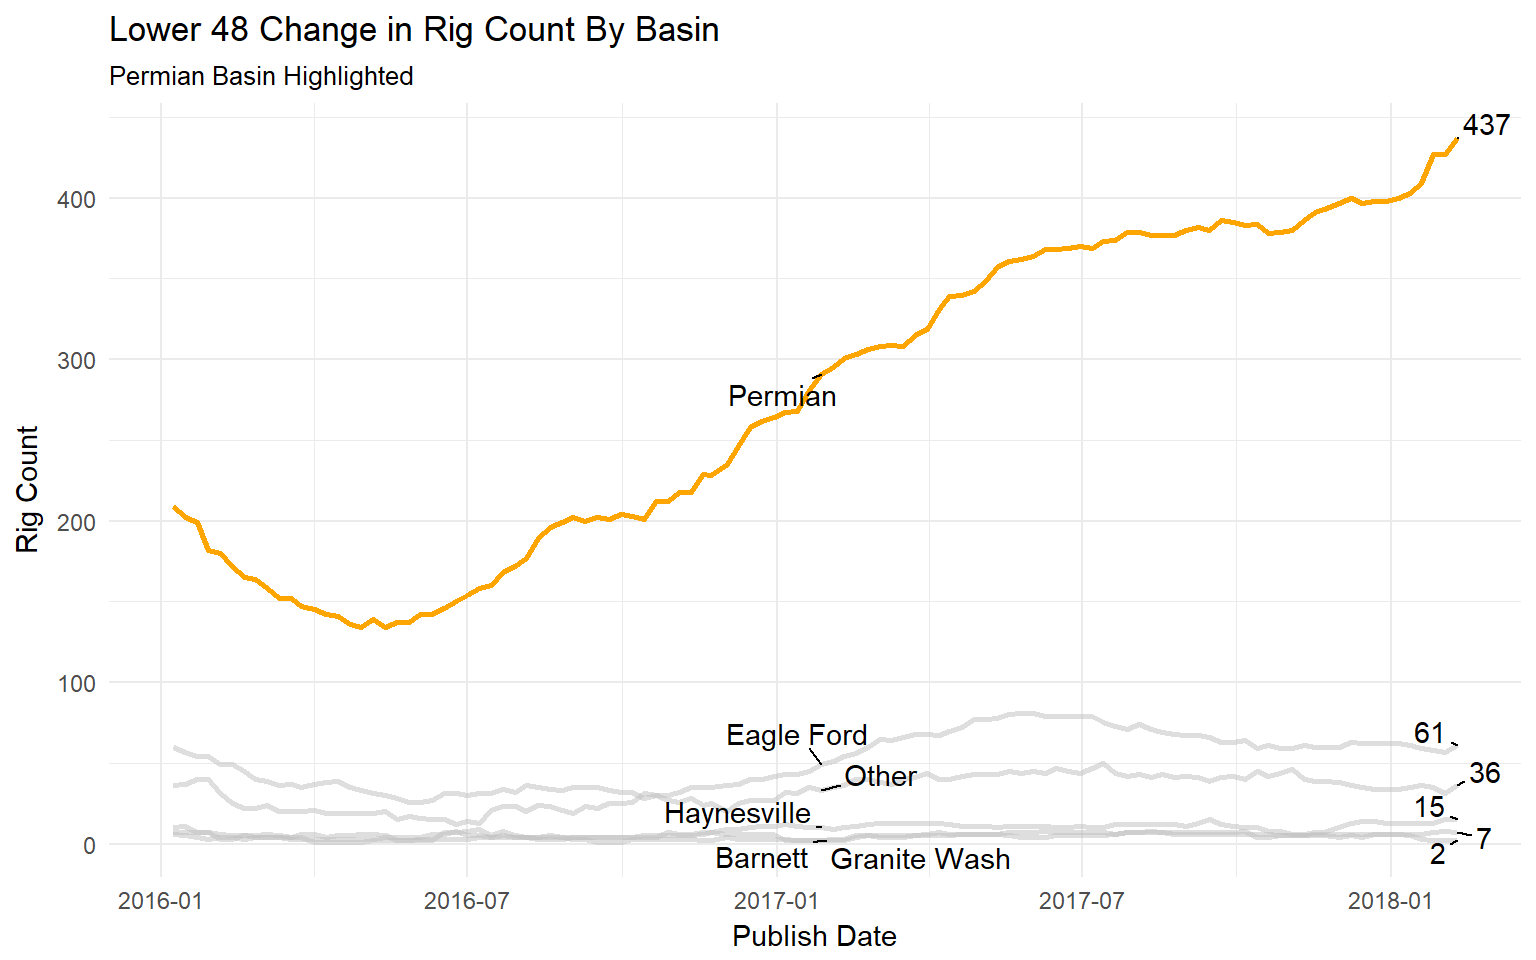 Lower 48 Change in Rig Count By Basin
Permian Basin Highlighted
437
400
300
Permian
Rig Count
200
100
Eagle Ford
61
Other
36
Haynesville
15
7
0
Barnett
Granite Wash
2
2016-01
2016-07
2017-01
2017-07
2018-01
Publish Date